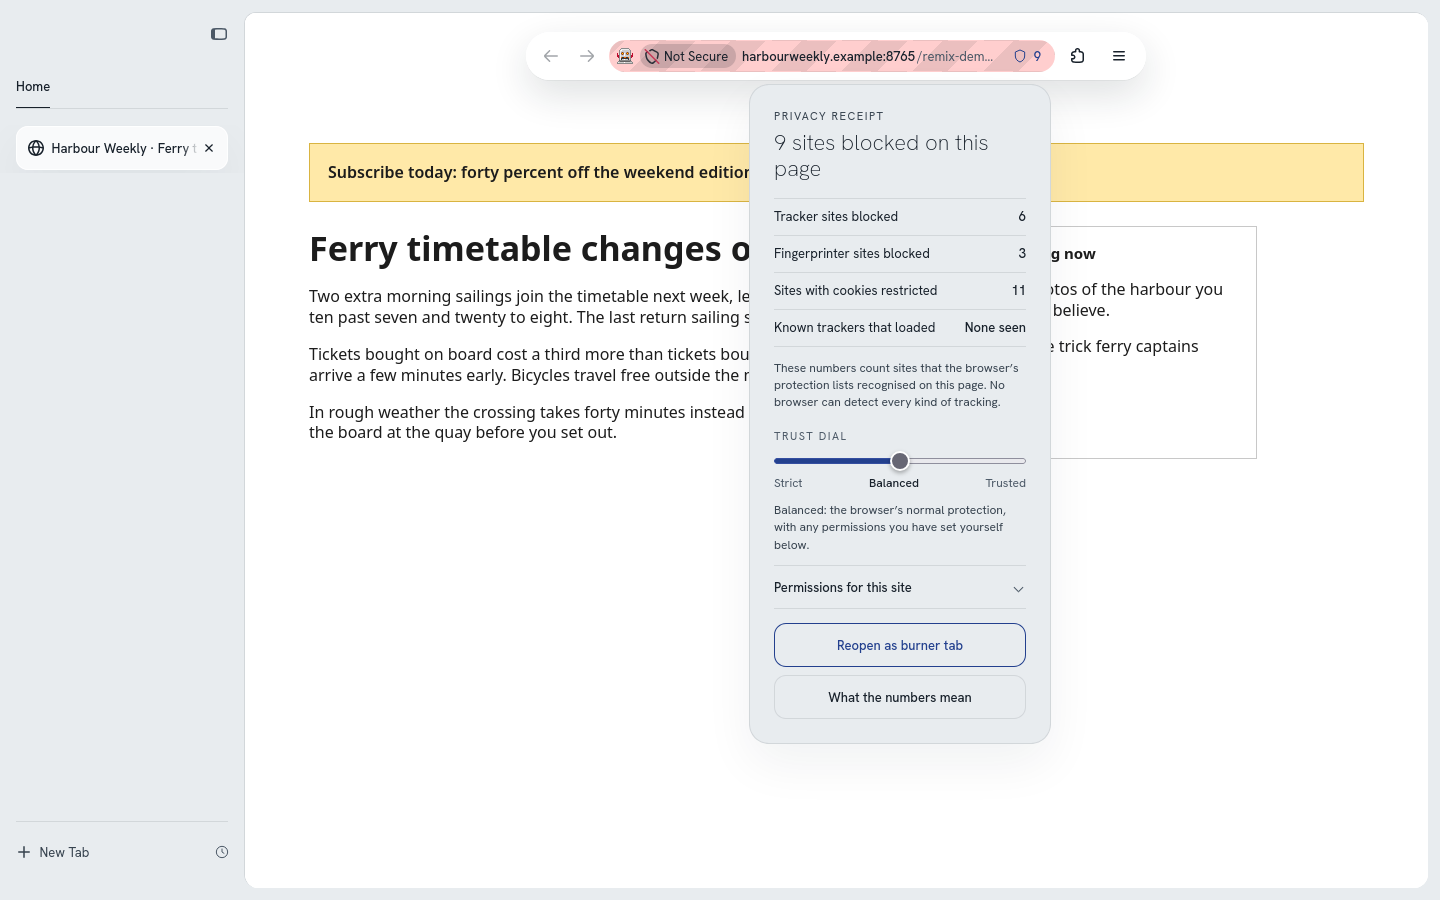 Home
Harbour Weekly · Ferry t
New Tab
Not Secure
harbourweekly.example:8765/remix-dem…
9
Subscribe today: forty percent off the weekend edition
Ferry timetable changes
Two extra morning sailings join the timetable next week,
ten past seven and twenty to eight. The last return sailing
Tickets bought on board cost a third more than tickets
arrive a few minutes early. Bicycles travel free outside the
In rough weather the crossing takes forty minutes instead
the board at the quay before you set out.
now
of the harbour you
believe.
trick ferry captains
PRIVACY RECEIPT
9 sites blocked on this
page
Tracker sites blocked 6
Fingerprinter sites blocked 3
Sites with cookies restricted 11
Known trackers that loaded None seen
These numbers count sites that the browser’s
protection lists recognised on this page. No
browser can detect every kind of tracking.
TRUST DIAL
Strict Balanced Trusted
Balanced: the browser’s normal protection,
with any permissions you have set yourself
below.
Permissions for this site
Reopen as burner tab
What the numbers mean